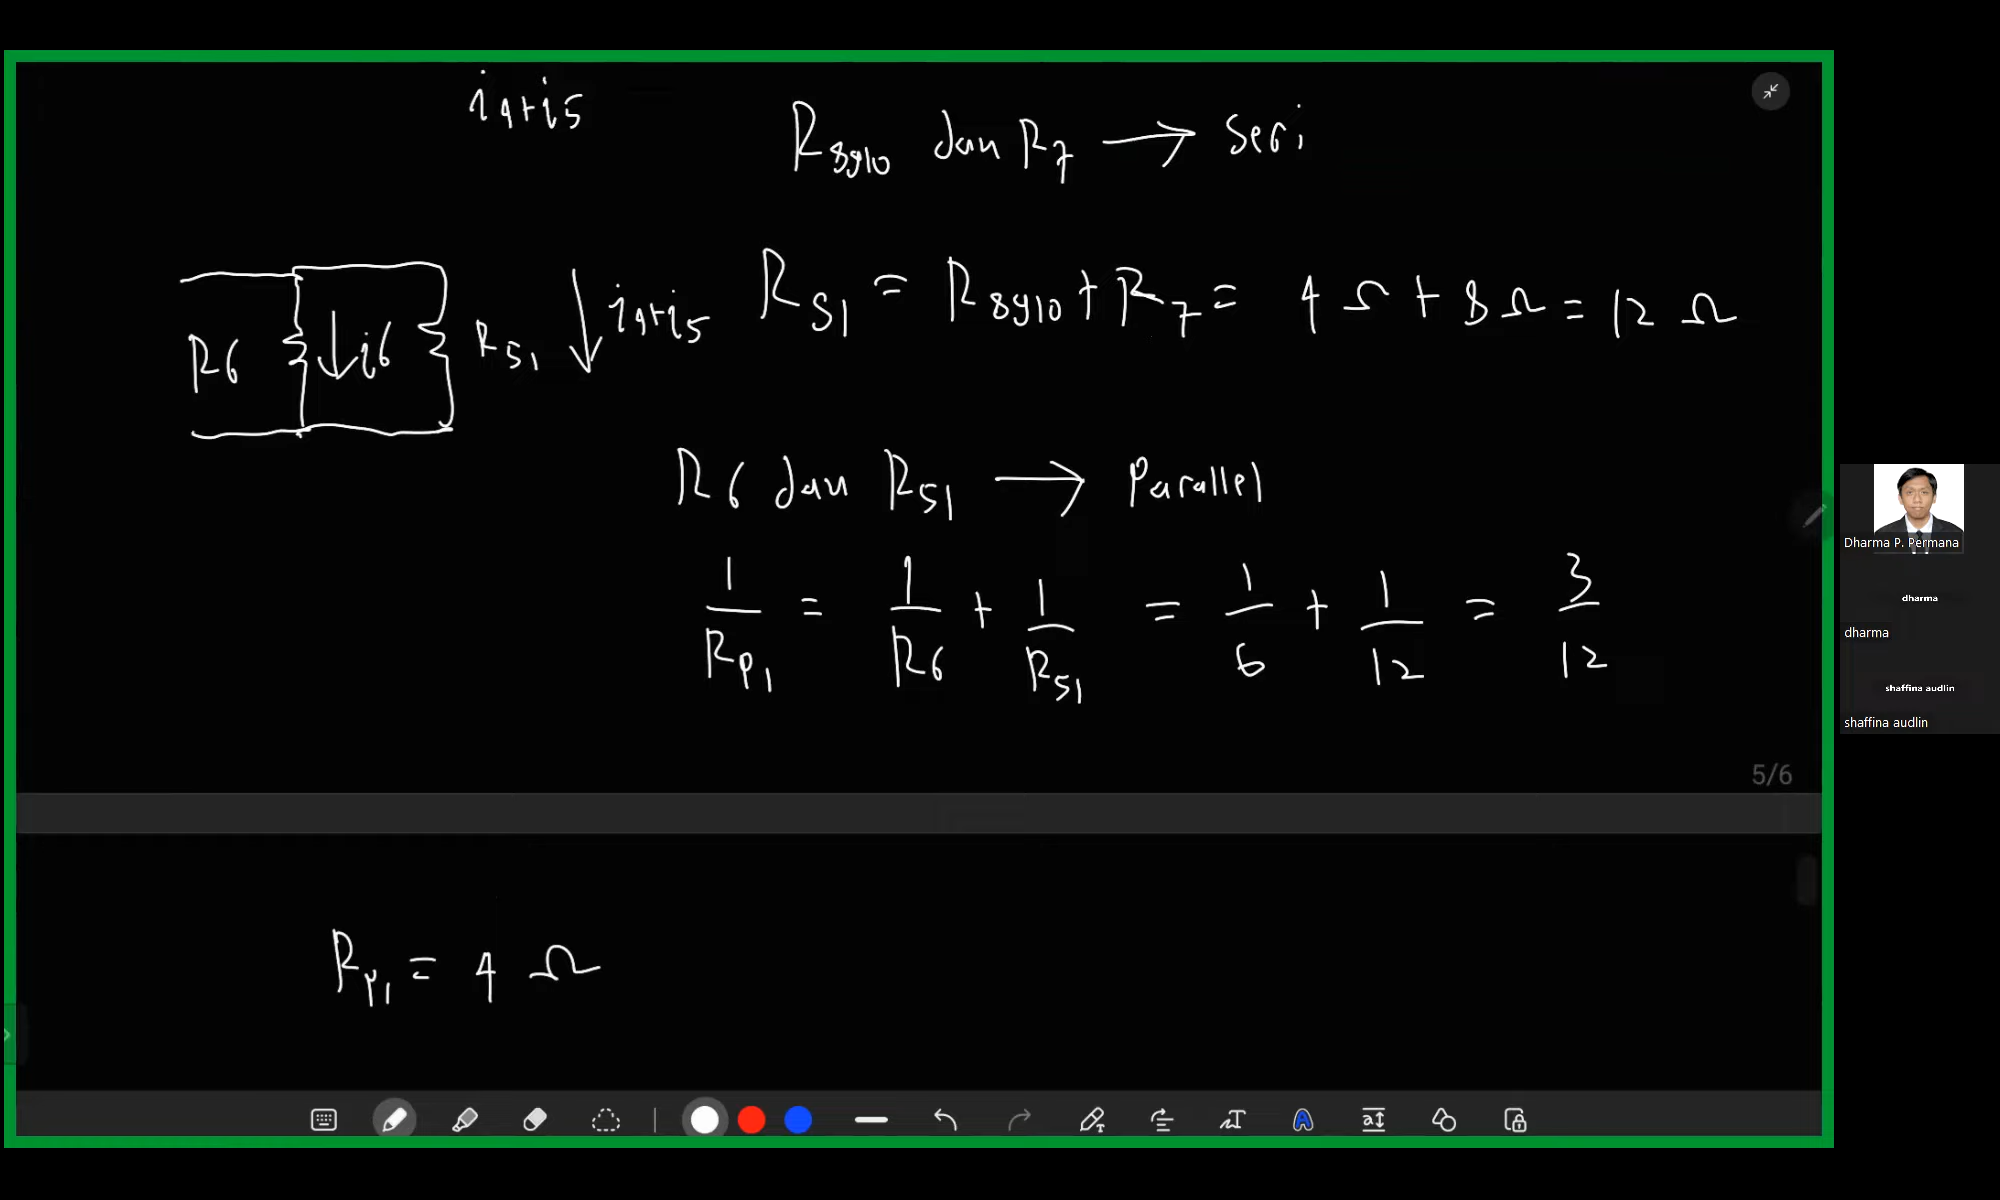 i4+i5
R8910 dan R7 → Seri
RS1 = R8910 + R7 = 4 Ω + 8 Ω = 12 Ω
R6 ↓i6 RS1 ↓ i4+i5
R6 dan RS1 → Parallel
1/RP1 = 1/R6 + 1/RS1 = 1/6 + 1/12 = 3/12
5/6
RP1 = 4 Ω
Dharma P. Permana
dharma
dharma
shaffina audlin
shaffina audlin